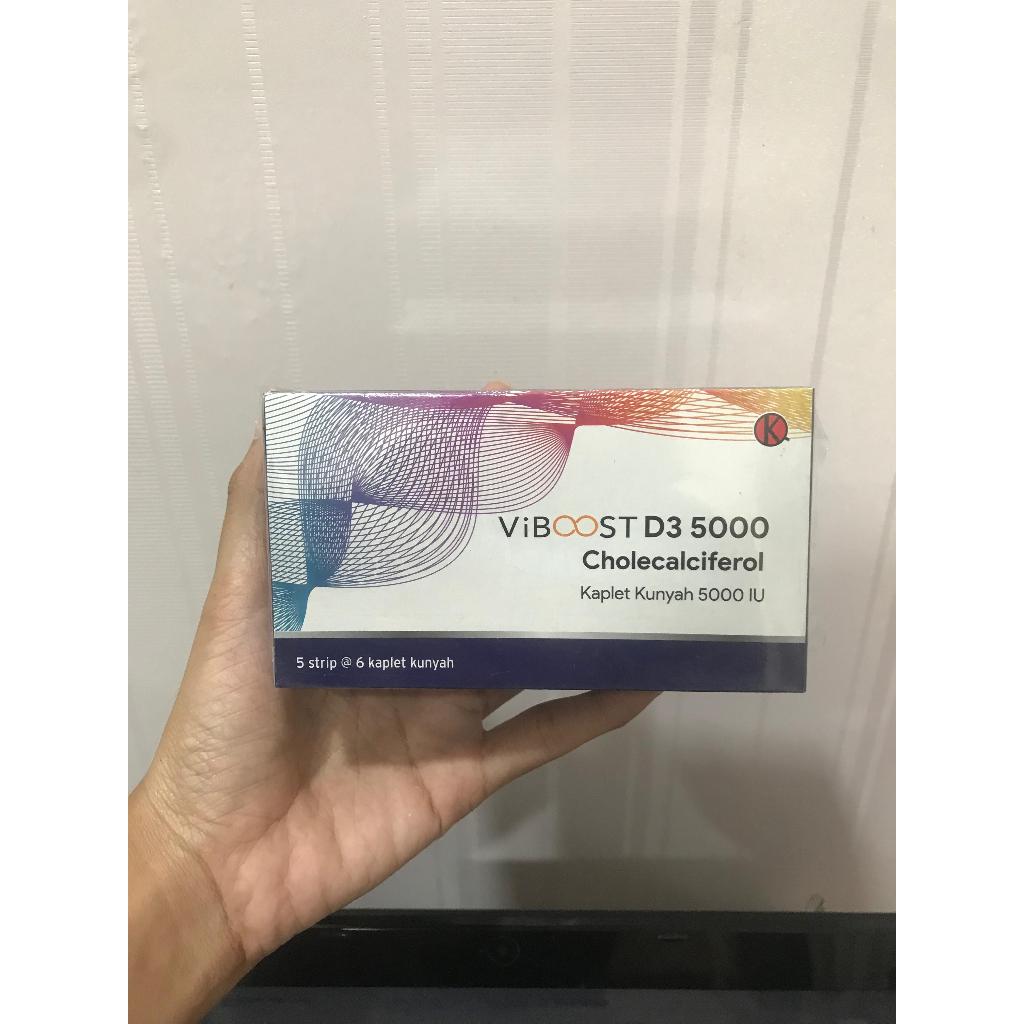 K
ViBOOST D3 5000
Cholecalciferol
Kaplet Kunyah 5000 IU
5 strip @ 6 kaplet kunyah